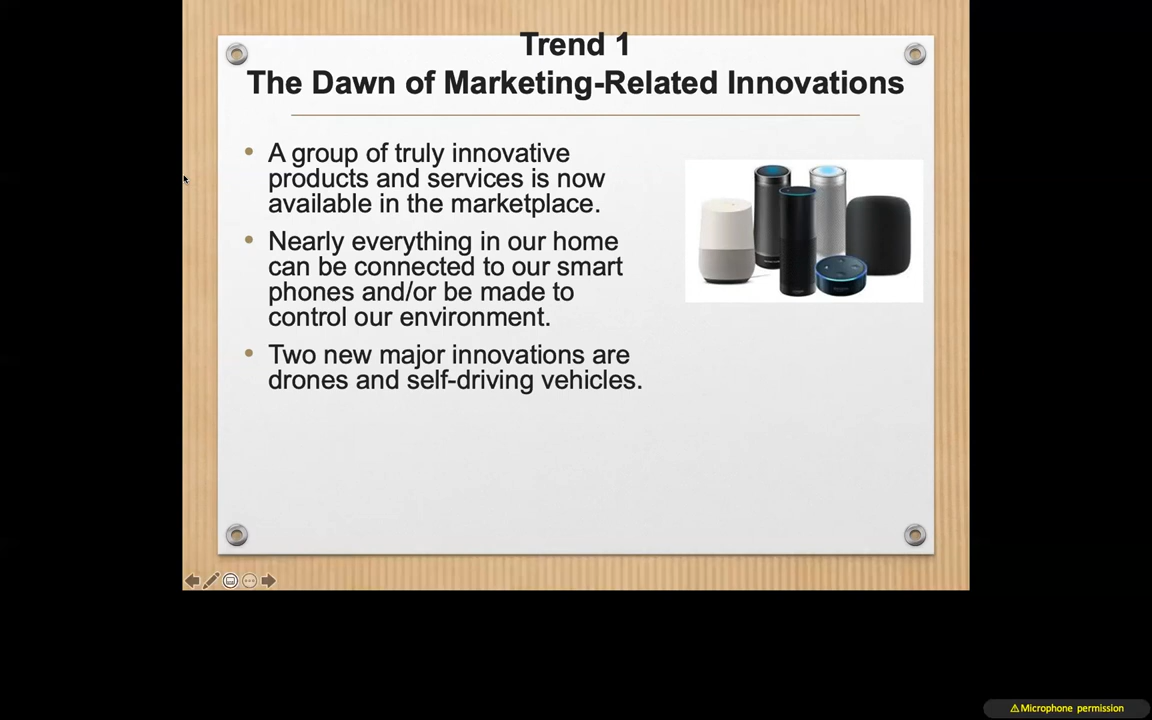 Trend 1
The Dawn of Marketing-Related Innovations
• A group of truly innovative
products and services is now
available in the marketplace.
• Nearly everything in our home
can be connected to our smart
phones and/or be made to
control our environment.
• Two new major innovations are
drones and self-driving vehicles.
⚠Microphone permission